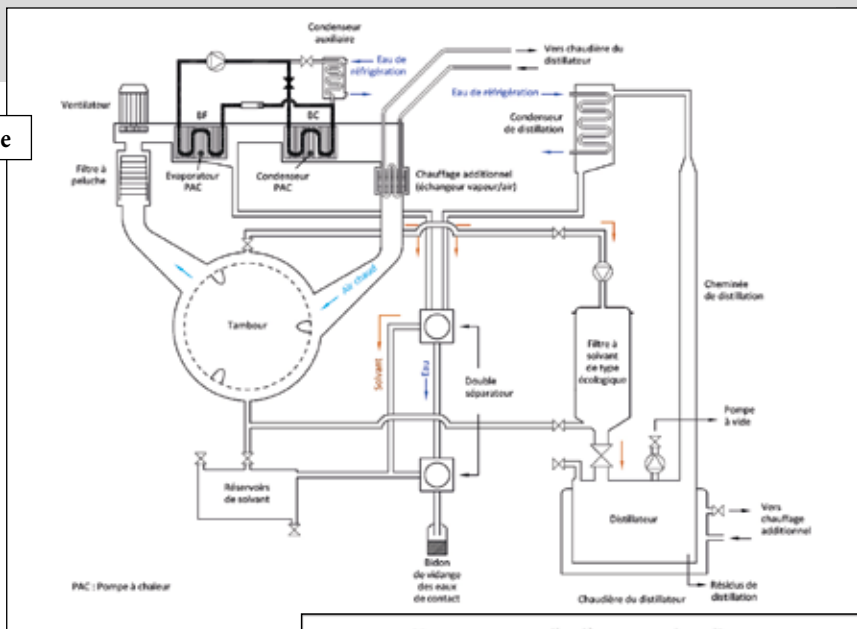 Condenseur
auxiliaire
Eau de
réfrigération
Vers chaudière du
distillateur
Ventilateur
BF
BC
Eau de réfrigération
Condenseur
de distillation
e
Filtre à
peluche
Evaporateur
PAC
Condenseur
PAC
Chauffage additionnel
(échangeur vapeur/air)
Air chaud
Cheminée
de distillation
Tambour
Solvant
Eau
Double
séparateur
Filtre à
solvant
de type
écologique
Pompe
à vide
Réservoirs
de solvant
Distillateur
Vers
chauffage
additionnel
Bidon
de vidange
des eaux
de contact
PAC : Pompe à chaleur
Chaudière du distillateur
Résidus de
distillation